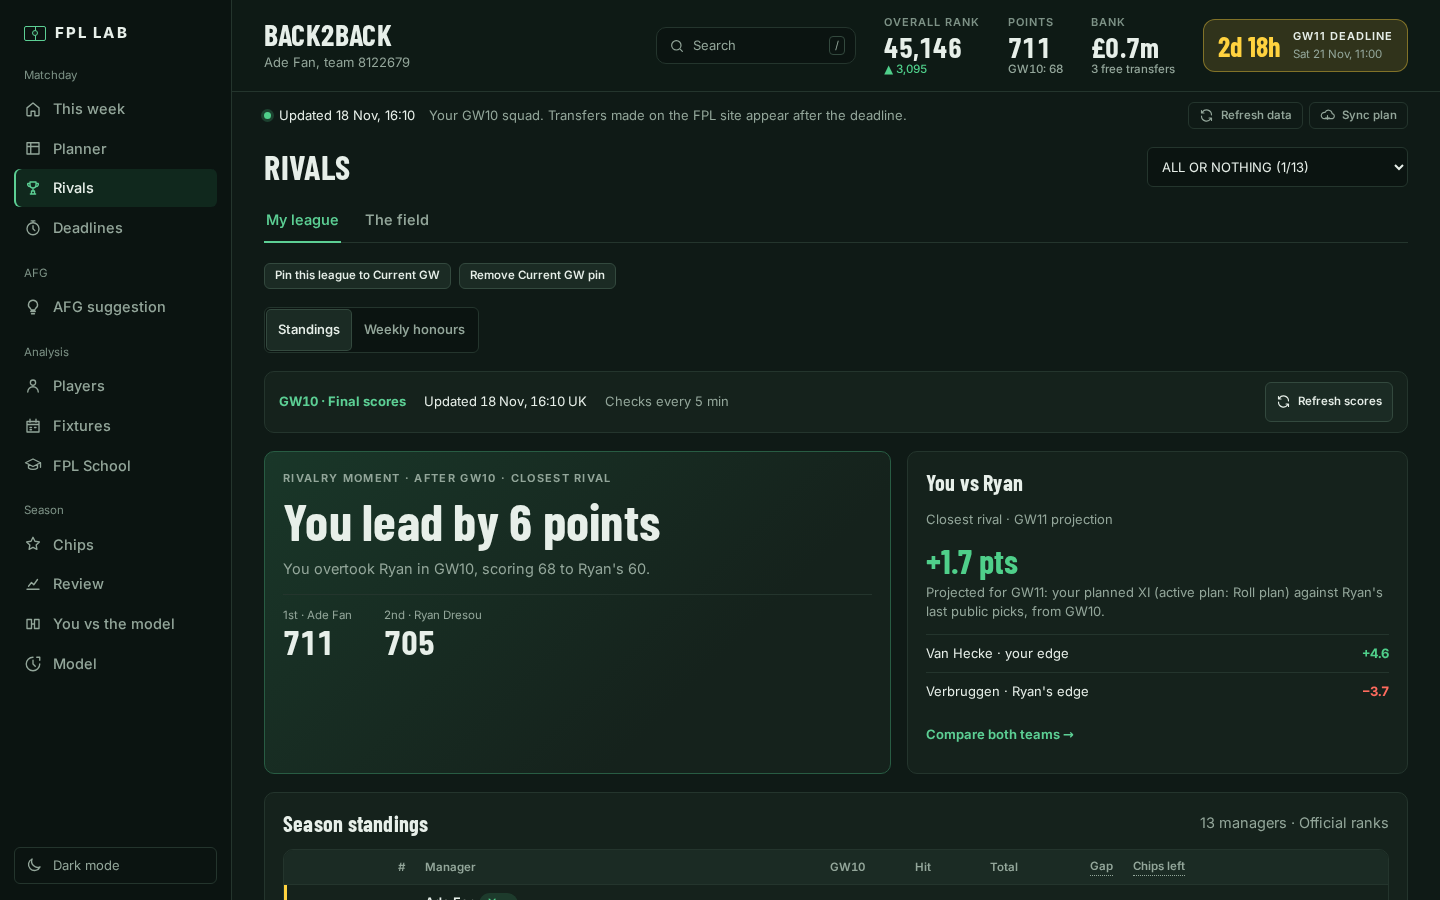 FPL LAB
Matchday
This week
Planner
Rivals
Deadlines
AFG
AFG suggestion
Analysis
Players
Fixtures
FPL School
Season
Chips
Review
You vs the model
Model
Dark mode
BACK2BACK
Ade Fan, team 8122679
Search
/
OVERALL RANK
45,146
▲ 3,095
POINTS
711
GW10: 68
BANK
£0.7m
3 free transfers
2d 18h
GW11 DEADLINE
Sat 21 Nov, 11:00
Updated 18 Nov, 16:10 Your GW10 squad. Transfers made on the FPL site appear after the deadline.
Refresh data
Sync plan
RIVALS
ALL OR NOTHING (1/13)
My league
The field
Pin this league to Current GW
Remove Current GW pin
Standings
Weekly honours
GW10 · Final scores Updated 18 Nov, 16:10 UK Checks every 5 min
Refresh scores
RIVALRY MOMENT · AFTER GW10 · CLOSEST RIVAL
You lead by 6 points
You overtook Ryan in GW10, scoring 68 to Ryan's 60.
1st · Ade Fan
711
2nd · Ryan Dresou
705
You vs Ryan
Closest rival · GW11 projection
+1.7 pts
Projected for GW11: your planned XI (active plan: Roll plan) against Ryan's
last public picks, from GW10.
Van Hecke · your edge +4.6
Verbruggen · Ryan's edge −3.7
Compare both teams →
Season standings
13 managers · Official ranks
# Manager GW10 Hit Total Gap Chips left